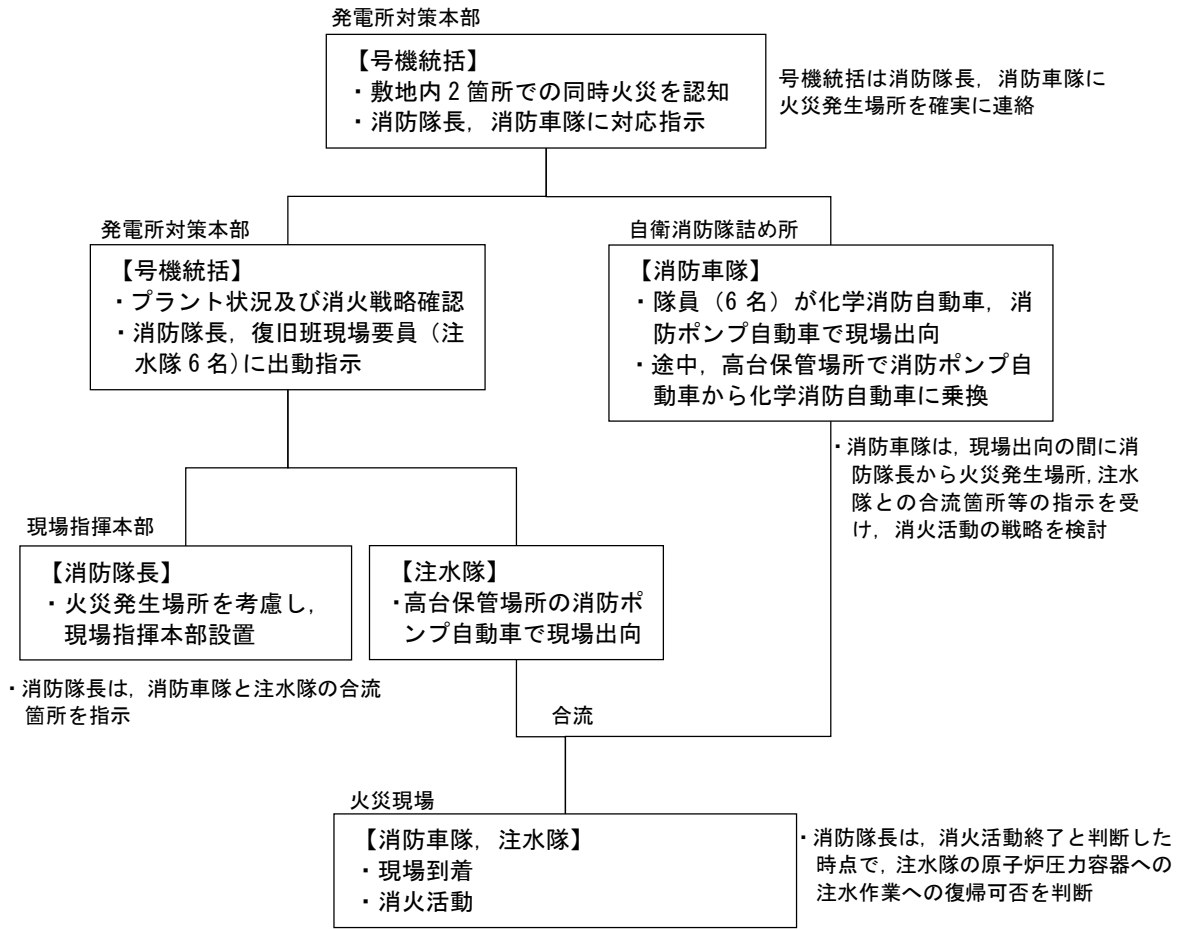 発電所対策本部
【号機統括】
・敷地内2箇所での同時火災を認知
・消防隊長，消防車隊に対応指示
号機統括は消防隊長，消防車隊に
火災発生場所を確実に連絡
発電所対策本部
【号機統括】
・プラント状況及び消火戦略確認
・消防隊長，復旧班現場要員（注
水隊6名)に出動指示
自衛消防隊詰め所
【消防車隊】
・隊員（6名）が化学消防自動車，消
防ポンプ自動車で現場出向
・途中，高台保管場所で消防ポンプ自
動車から化学消防自動車に乗換
・消防車隊は，現場出向の間に消
防隊長から火災発生場所，注水
隊との合流箇所等の指示を受
け，消火活動の戦略を検討
現場指揮本部
【消防隊長】
・火災発生場所を考慮し，
現場指揮本部設置
【注水隊】
・高台保管場所の消防ポ
ンプ自動車で現場出向
・消防隊長は，消防車隊と注水隊の合流
箇所を指示
合流
火災現場
【消防車隊，注水隊】
・現場到着
・消火活動
・消防隊長は，消火活動終了と判断した
時点で，注水隊の原子炉圧力容器への
注水作業への復帰可否を判断